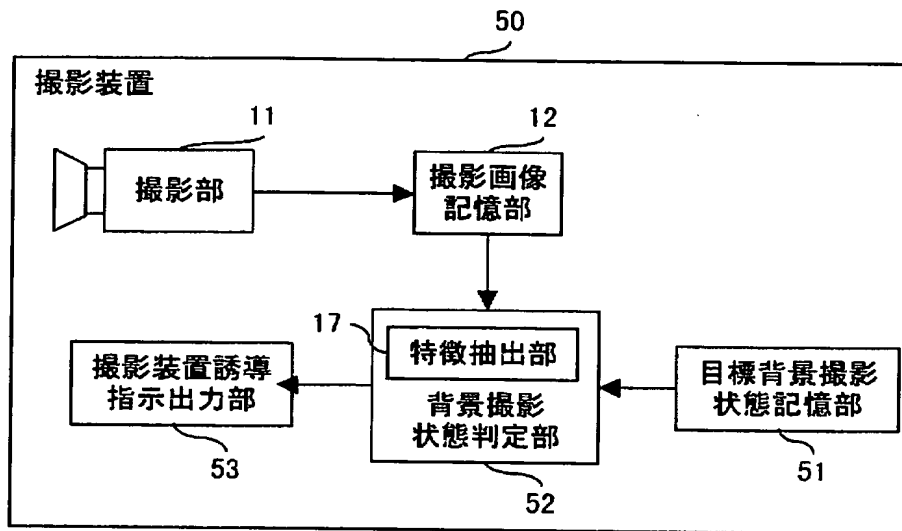 50
撮影装置
11
12
撮影部
撮影画像
記憶部
17
特徴抽出部
撮影装置誘導
指示出力部
背景撮影
状態判定部
目標背景撮影
状態記憶部
53
52
51